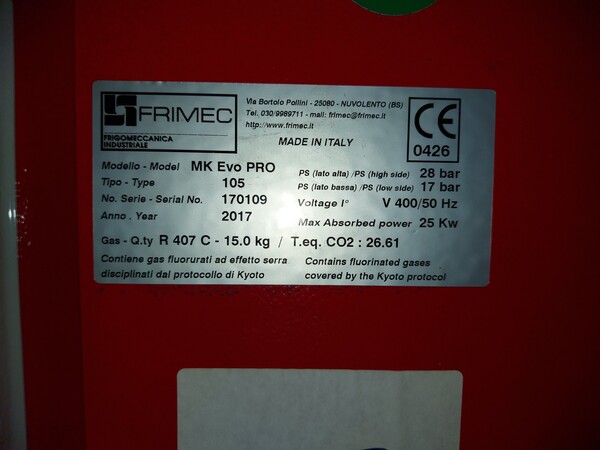 FRIMEC
FRIGOMECCANICA
INDUSTRIALE
Via Bortolo Pollini - 25080 - NUVOLENTO (BS)
Tel. 030/9989711 - mail: frimec@frimec.it
http://www.frimec.it
MADE IN ITALY
CE
0426
Modello - Model MK Evo PRO
Tipo - Type 105
No. Serie - Serial No. 170109
Anno . Year 2017
PS (lato alta) /PS (high side) 28 bar
PS (lato bassa) /PS (low side) 17 bar
Voltage I° V 400/50 Hz
Max Absorbed power 25 Kw
Gas - Q.ty R 407 C - 15.0 kg / T.eq. CO2 : 26.61
Contiene gas fluorurati ad effetto serra
disciplinati dal protocollo di Kyoto
Contains fluorinated gases
covered by the Kyoto protocol